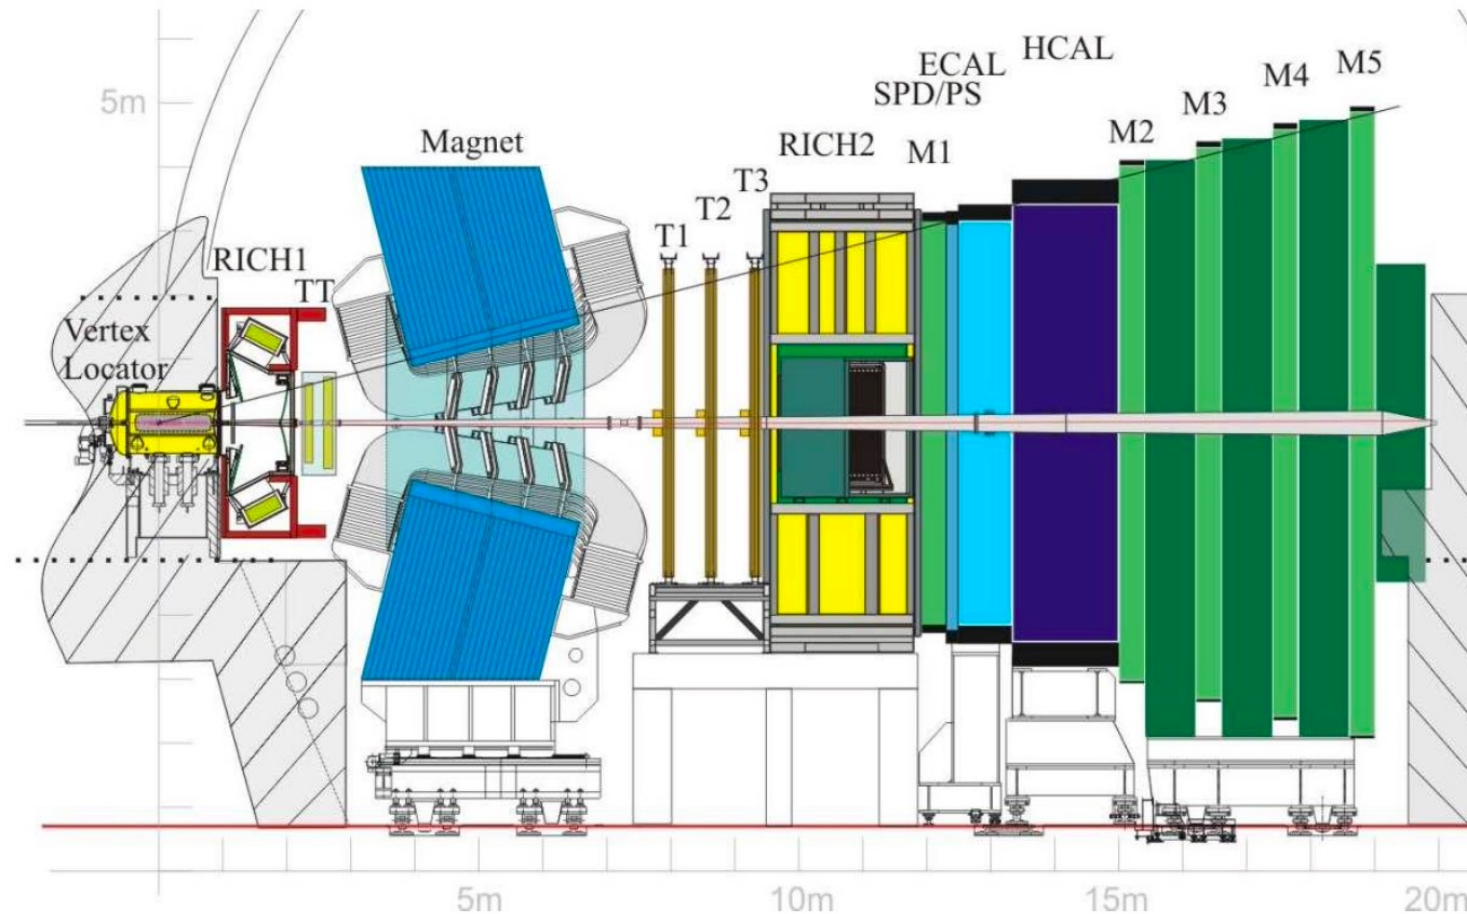 HCAL
ECAL
M5
M4
SPD/PS
M3
5m
M2
Magnet
RICH2
M1
T3
T2
T1
RICH1
TT
Vertex
Locator
5m
10m
15m
20m